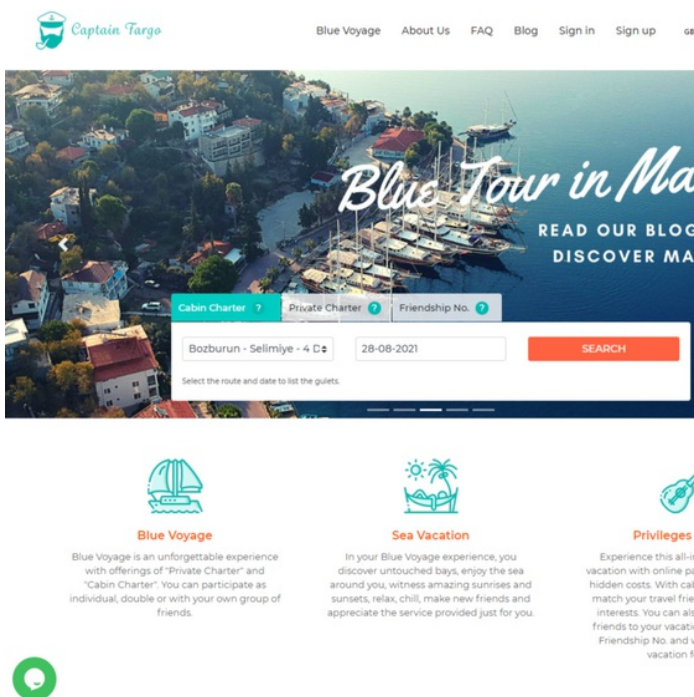 Captain Targo
Blue Voyage About Us FAQ Blog Sign in Sign up GB
Blue Tour in Ma
READ OUR BLOG
DISCOVER MA
Cabin Charter ? Private Charter ? Friendship No. ?
Bozburun - Selimiye - 4 D 28-08-2021 SEARCH
Select the route and date to list the gulets.
Blue Voyage
Blue Voyage is an unforgettable experience
with offerings of "Private Charter" and
"Cabin Charter". You can participate as
individual, double or with your own group of
friends.
Sea Vacation
In your Blue Voyage experience, you
discover untouched bays, enjoy the sea
around you, witness amazing sunrises and
sunsets, relax, chill, make new friends and
appreciate the service provided just for you.
Privileges
Experience this all-i
vacation with online pa
hidden costs. With ca
match your travel frie
interests. You can als
friends to your vacati
Friendship No. and
vacation f